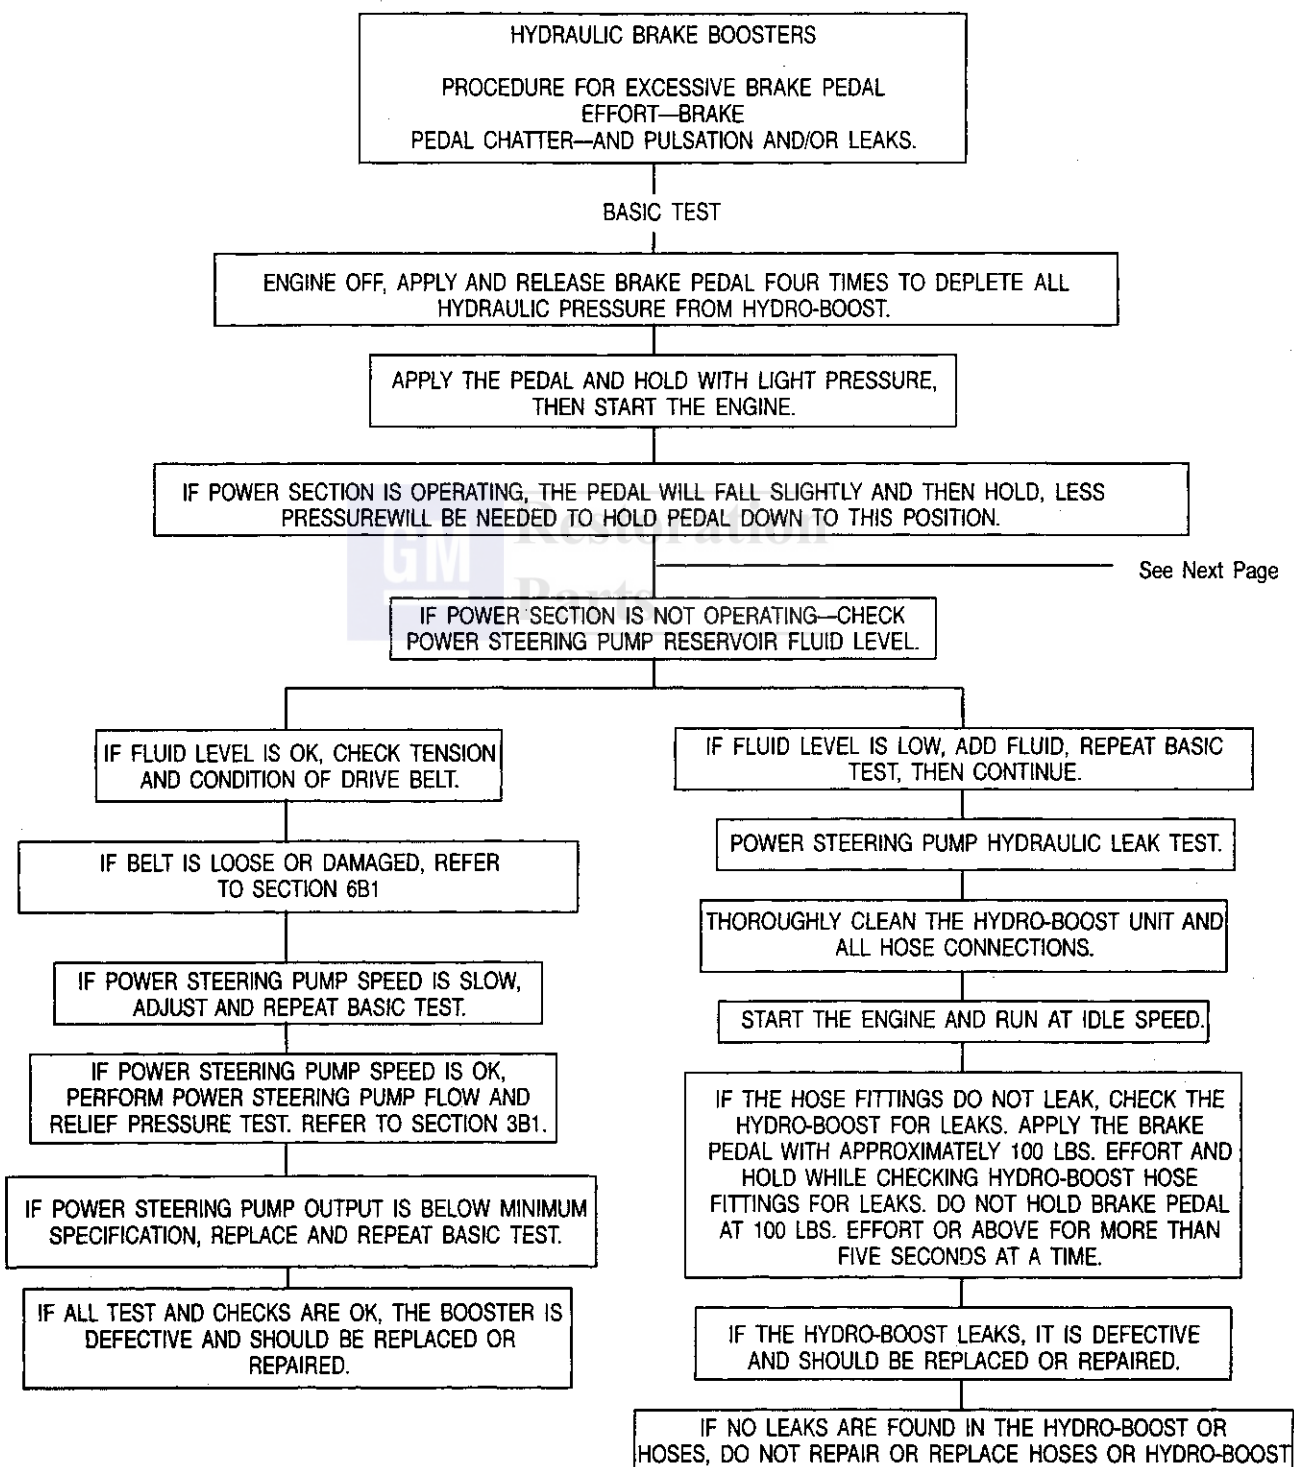 HYDRAULIC BRAKE BOOSTERS
PROCEDURE FOR EXCESSIVE BRAKE PEDAL
EFFORT—BRAKE
PEDAL CHATTER—AND PULSATION AND/OR LEAKS.
BASIC TEST
ENGINE OFF, APPLY AND RELEASE BRAKE PEDAL FOUR TIMES TO DEPLETE ALL
HYDRAULIC PRESSURE FROM HYDRO-BOOST.
APPLY THE PEDAL AND HOLD WITH LIGHT PRESSURE,
THEN START THE ENGINE.
IF POWER SECTION IS OPERATING, THE PEDAL WILL FALL SLIGHTLY AND THEN HOLD, LESS
PRESSUREWILL BE NEEDED TO HOLD PEDAL DOWN TO THIS POSITION.
GM
Restoration
Parts
See Next Page
IF POWER SECTION IS NOT OPERATING—CHECK
POWER STEERING PUMP RESERVOIR FLUID LEVEL.
IF FLUID LEVEL IS OK, CHECK TENSION
AND CONDITION OF DRIVE BELT.
IF BELT IS LOOSE OR DAMAGED, REFER
TO SECTION 6B1
IF POWER STEERING PUMP SPEED IS SLOW,
ADJUST AND REPEAT BASIC TEST.
IF POWER STEERING PUMP SPEED IS OK,
PERFORM POWER STEERING PUMP FLOW AND
RELIEF PRESSURE TEST. REFER TO SECTION 3B1.
IF POWER STEERING PUMP OUTPUT IS BELOW MINIMUM
SPECIFICATION, REPLACE AND REPEAT BASIC TEST.
IF ALL TEST AND CHECKS ARE OK, THE BOOSTER IS
DEFECTIVE AND SHOULD BE REPLACED OR
REPAIRED.
IF FLUID LEVEL IS LOW, ADD FLUID, REPEAT BASIC
TEST, THEN CONTINUE.
POWER STEERING PUMP HYDRAULIC LEAK TEST.
THOROUGHLY CLEAN THE HYDRO-BOOST UNIT AND
ALL HOSE CONNECTIONS.
START THE ENGINE AND RUN AT IDLE SPEED.
IF THE HOSE FITTINGS DO NOT LEAK, CHECK THE
HYDRO-BOOST FOR LEAKS. APPLY THE BRAKE
PEDAL WITH APPROXIMATELY 100 LBS. EFFORT AND
HOLD WHILE CHECKING HYDRO-BOOST HOSE
FITTINGS FOR LEAKS. DO NOT HOLD BRAKE PEDAL
AT 100 LBS. EFFORT OR ABOVE FOR MORE THAN
FIVE SECONDS AT A TIME.
IF THE HYDRO-BOOST LEAKS, IT IS DEFECTIVE
AND SHOULD BE REPLACED OR REPAIRED.
IF NO LEAKS ARE FOUND IN THE HYDRO-BOOST OR
HOSES, DO NOT REPAIR OR REPLACE HOSES OR HYDRO-BOOST